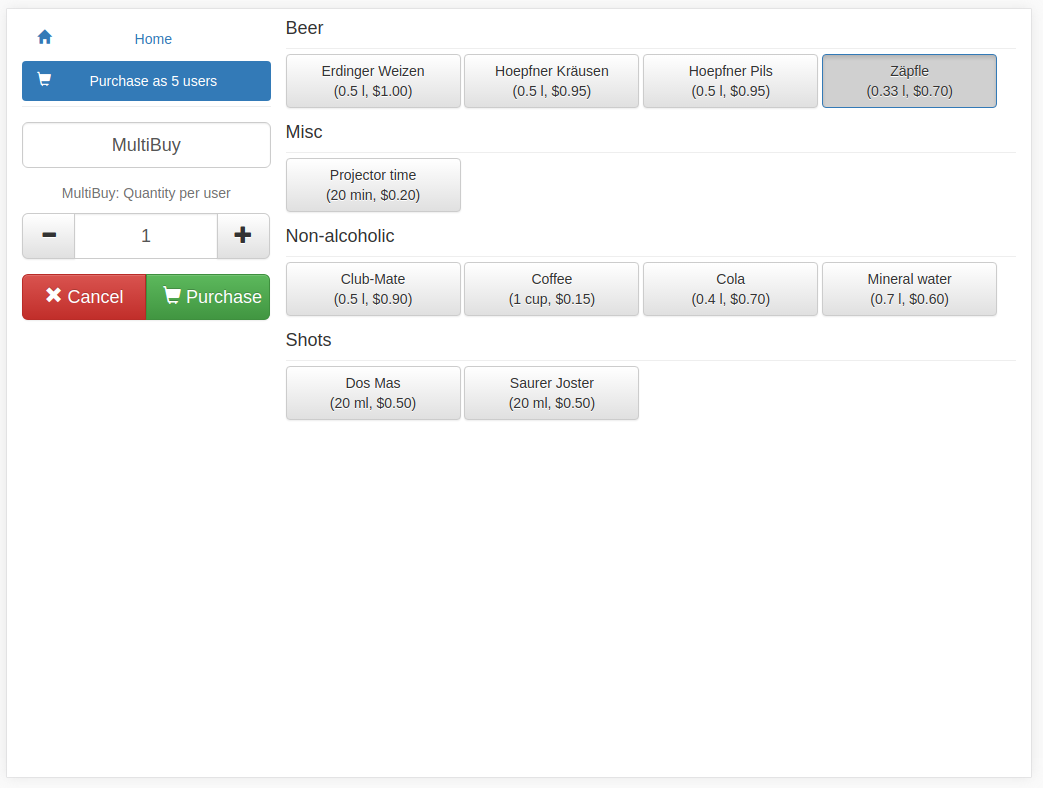 Home
Purchase as 5 users
MultiBuy
MultiBuy: Quantity per user
1
Cancel
Purchase
Beer
Erdinger Weizen
(0.5 l, $1.00)
Hoepfner Kräusen
(0.5 l, $0.95)
Hoepfner Pils
(0.5 l, $0.95)
Zäpfle
(0.33 l, $0.70)
Misc
Projector time
(20 min, $0.20)
Non-alcoholic
Club-Mate
(0.5 l, $0.90)
Coffee
(1 cup, $0.15)
Cola
(0.4 l, $0.70)
Mineral water
(0.7 l, $0.60)
Shots
Dos Mas
(20 ml, $0.50)
Saurer Joster
(20 ml, $0.50)